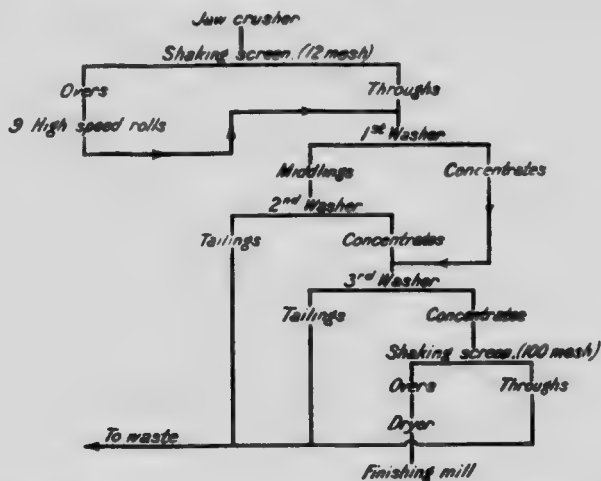 Jaw crusher
Shaking screen (12 mesh)
Overs
Throughs
9 High speed rolls
1st Washer
Middlings
Concentrates
2nd Washer
Tailings
Concentrates
3rd Washer
Tailings
Concentrates
Shaking screen (100 mesh)
Overs
Throughs
Dryer
To waste
Finishing mill